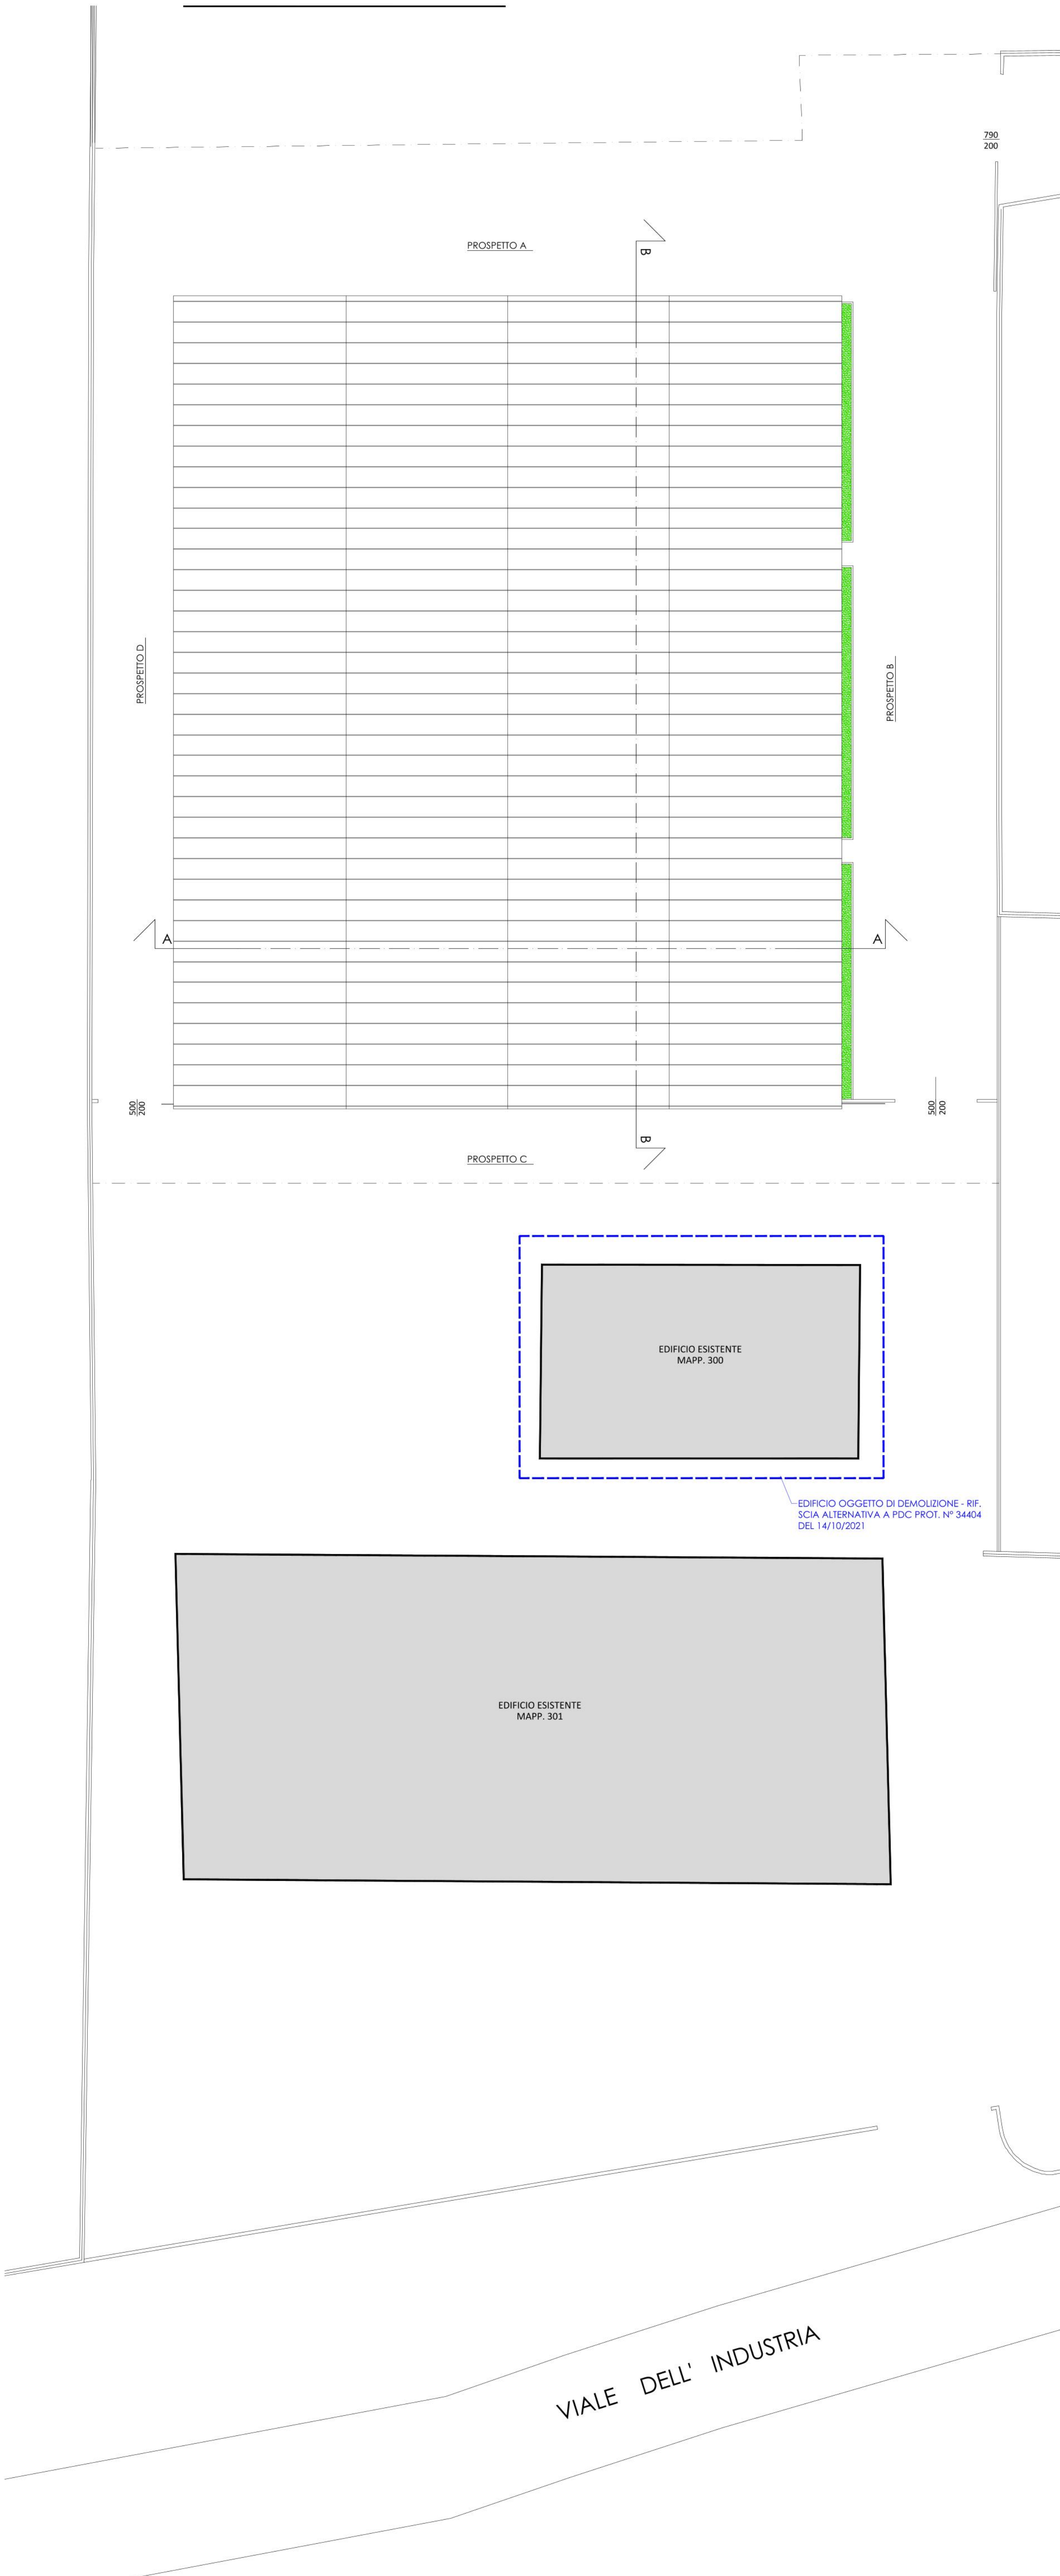 790
200
PROSPETTO A
B
PROSPETTO D
PROSPETTO B
A
A
500
200
500
200
B
PROSPETTO C
EDIFICIO ESISTENTE
MAPP. 300
EDIFICIO OGGETTO DI DEMOLIZIONE - RIF.
SCIA ALTERNATIVA A PDC PROT. N° 34404
DEL 14/10/2021
EDIFICIO ESISTENTE
MAPP. 301
VIALE DELL' INDUSTRIA